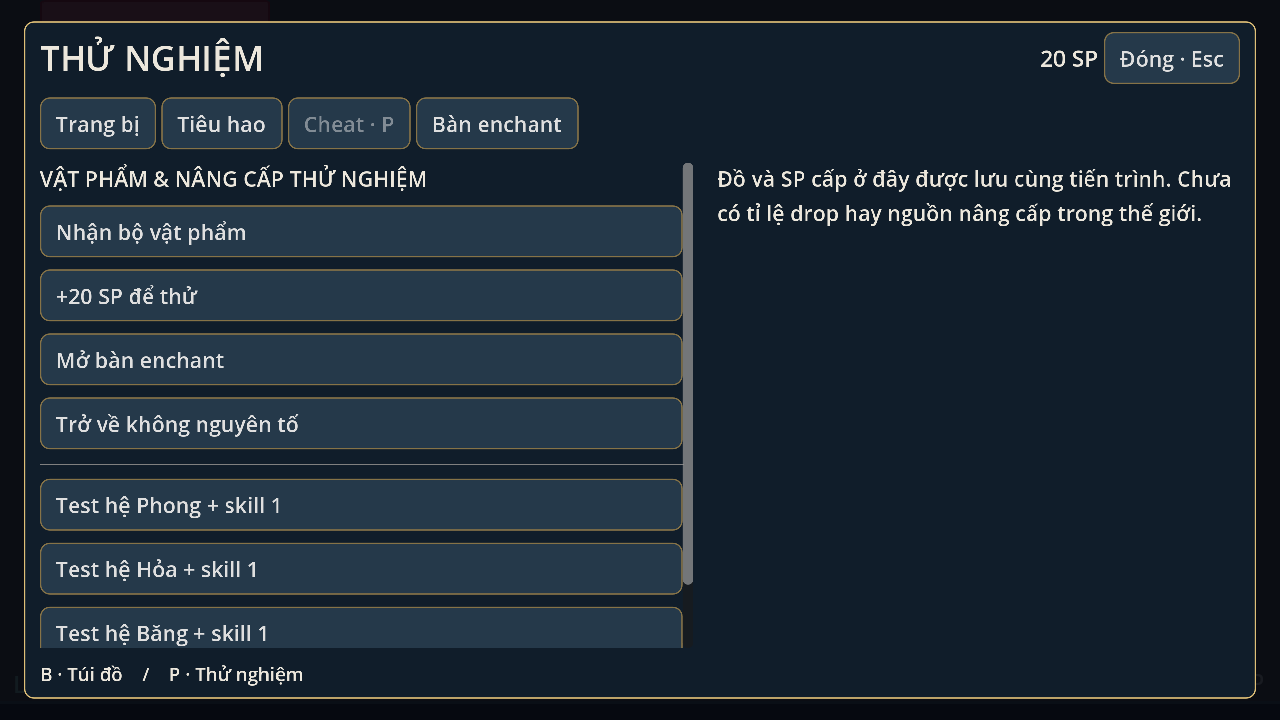 THỬ NGHIỆM
20 SP
Đóng · Esc
Trang bị
Tiêu hao
Cheat · P
Bàn enchant
VẬT PHẨM & NÂNG CẤP THỬ NGHIỆM
Nhận bộ vật phẩm
+20 SP để thử
Mở bàn enchant
Trở về không nguyên tố
Test hệ Phong + skill 1
Test hệ Hỏa + skill 1
Test hệ Băng + skill 1
Đồ và SP cấp ở đây được lưu cùng tiến trình. Chưa
có tỉ lệ drop hay nguồn nâng cấp trong thế giới.
B · Túi đồ / P · Thử nghiệm